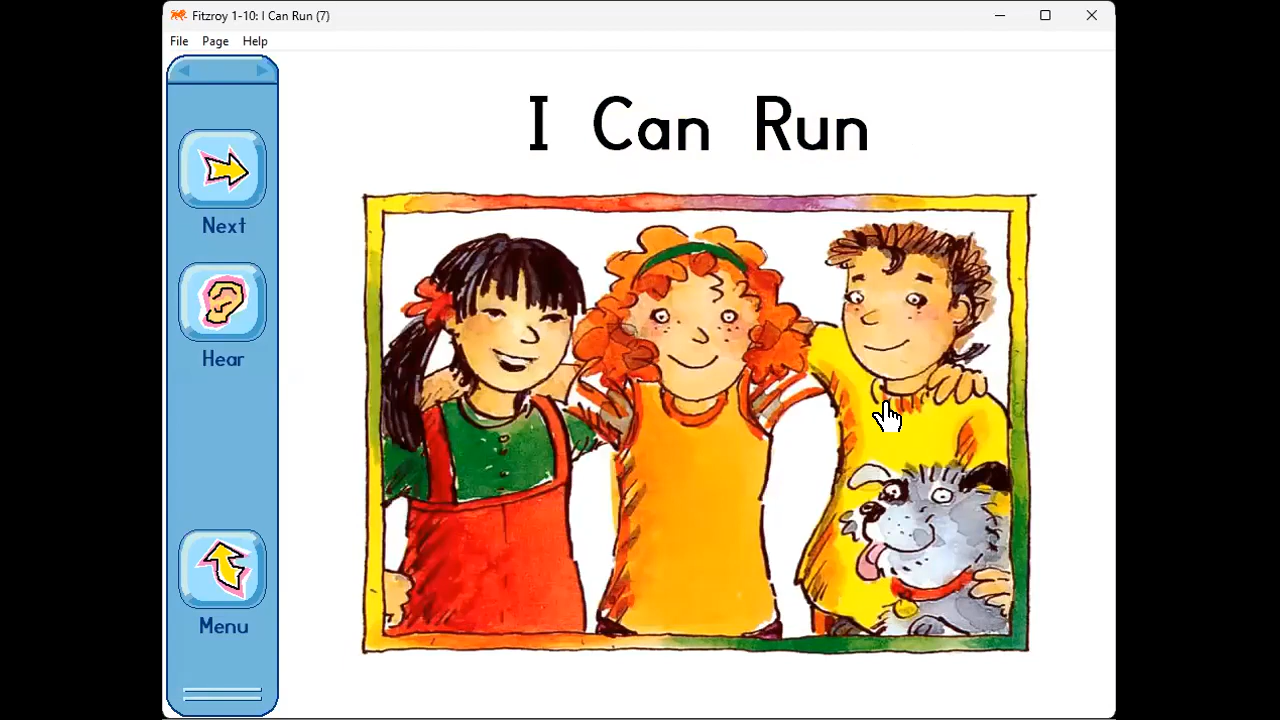 Fitzroy 1-10: I Can Run (7)
File Page Help
I Can Run
Next
Hear
Menu